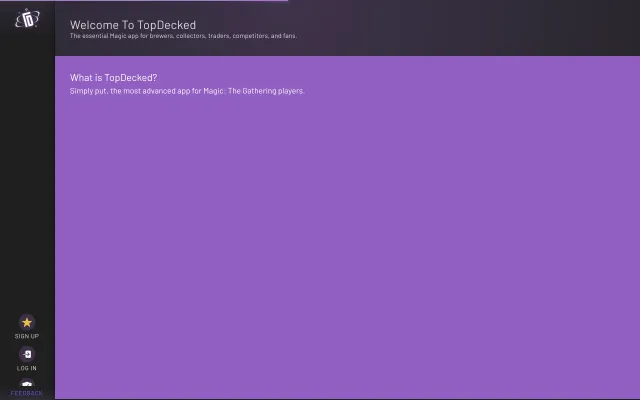 Welcome To TopDecked
The essential Magic app for brewers, collectors, traders, competitors, and fans.
What is TopDecked?
Simply put, the most advanced app for Magic: The Gathering players.
SIGN UP
LOG IN
FEEDBACK